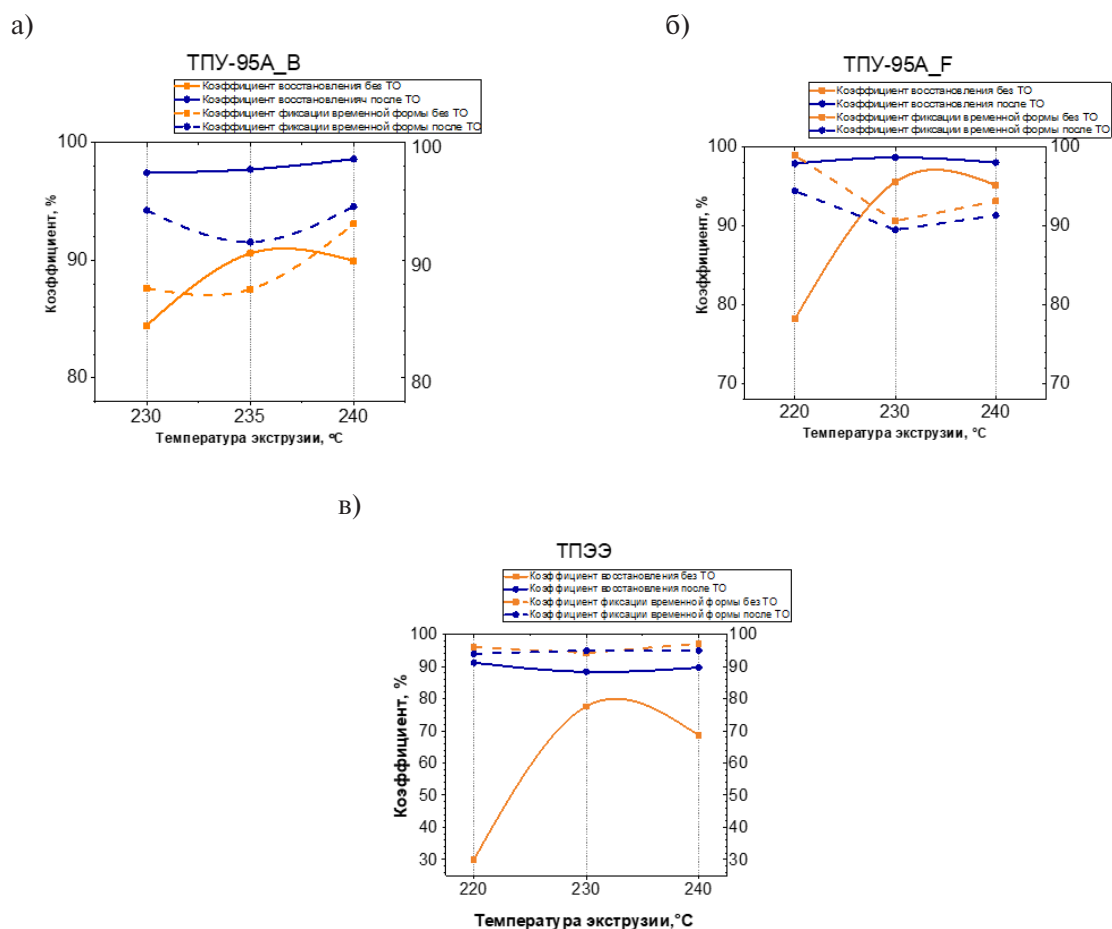 а)
ТПУ-95А_В
Коэффициент восстановления без ТО
Коэффициент восстановленияч после ТО
Коэффициент фиксации временной формы без ТО
Коэффициент фиксации временной формы после ТО
100
90
80
Коэффициент, %
100
90
80
230 235 240
Температура экструзии, °С
б)
ТПУ-95А_F
Коэффициент восстановления без ТО
Коэффициент восстановления после ТО
Коэффициент фиксации временной формы без ТО
Коэффициент фиксации временной формы после ТО
100
90
80
70
Коэффициент, %
100
90
80
70
220 230 240
Температура экструзии, °С
в)
ТПЭЭ
Коэффициент восстановления без ТО
Коэффициент восстановления после ТО
Коэффициент фиксации временной формы без ТО
Коэффициент фиксации временной формы после ТО
100
90
80
70
60
50
40
30
Коэффициент, %
100
90
80
70
60
50
40
30
220 230 240
Температура экструзии,°С